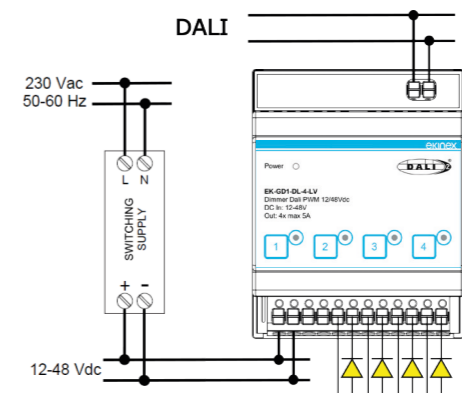 DALI
230 Vac
50-60 Hz
L N
SWITCHING
SUPPLY
+ -
12-48 Vdc
ekinex
Power
DALI
EK-GD1-DL-4-LV
Dimmer Dali PWM 12/48Vdc
DC In: 12-48V
Out: 4x max 5A
1 2 3 4